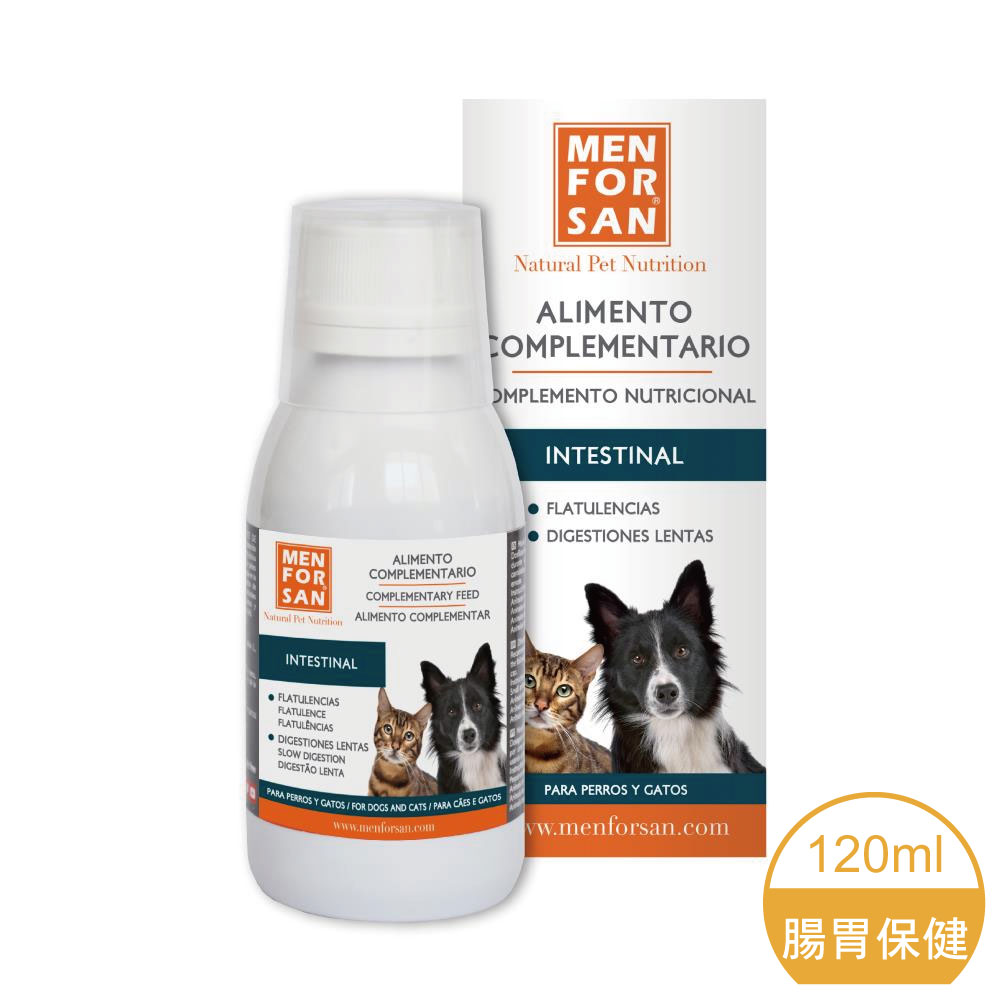 MEN
FOR
SAN®
Natural Pet Nutrition
ALIMENTO
COMPLEMENTARIO
OMPLEMENTO NUTRICIONAL
INTESTINAL
• FLATULENCIAS
• DIGESTIONES LENTAS
PARA PERROS Y GATOS
ww.menforsan.com
MEN
FOR
SAN®
Natural Pet Nutrition
ALIMENTO
COMPLEMENTARIO
COMPLEMENTARY FEED
ALIMENTO COMPLEMENTAR
INTESTINAL
• FLATULENCIAS
FLATULENCE
FLATULÊNCIAS
• DIGESTIONES LENTAS
SLOW DIGESTION
DIGESTÃO LENTA
PARA PERROS Y GATOS / FOR DOGS AND CATS / PARA CÃES E GATOS
www.menforsan.com
120ml
腸胃保健